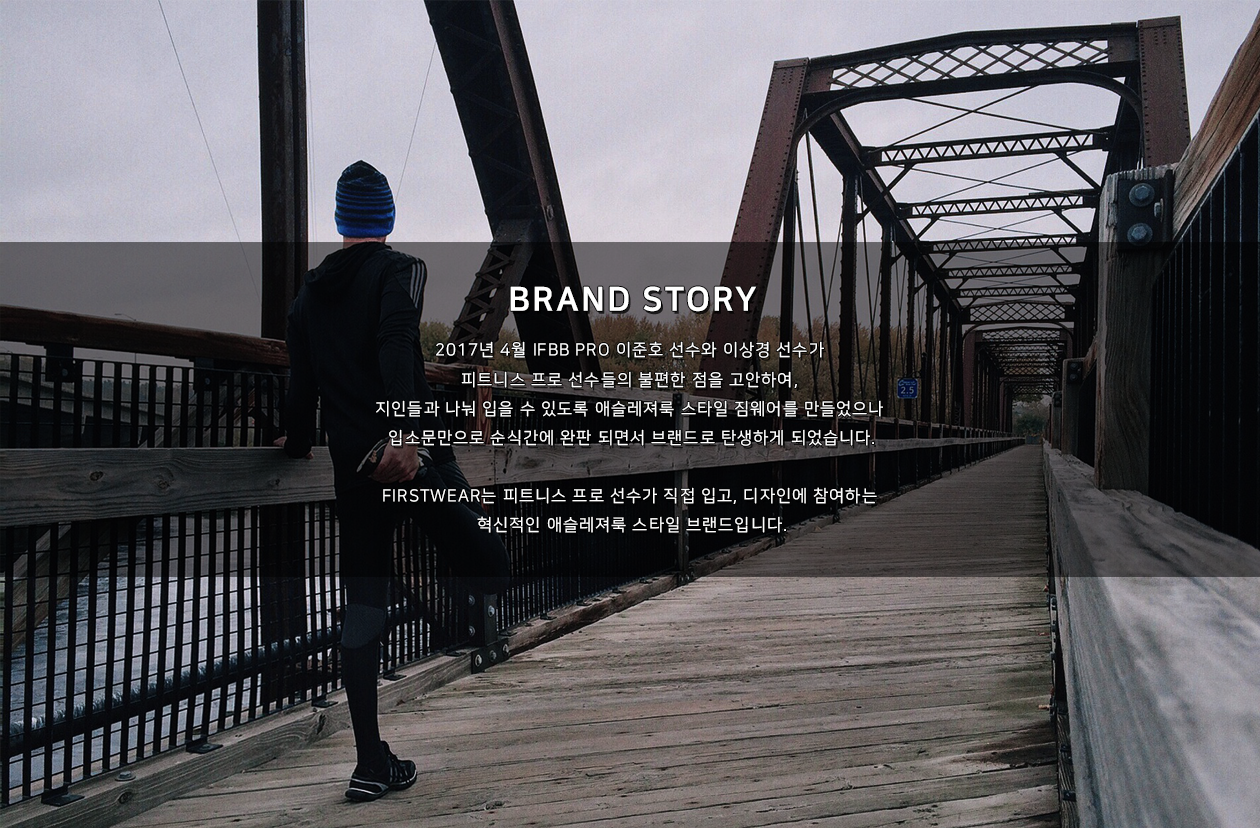 BRAND STORY
2017년 4월 IFBB PRO 이준호 선수와 이상경 선수가
피트니스 프로 선수들의 불편한 점을 고안하여,
지인들과 나눠 입을 수 있도록 애슬레져룩 스타일 짐웨어를 만들었으나
입소문만으로 순식간에 완판 되면서 브랜드로 탄생하게 되었습니다.
FIRSTWEAR는 피트니스 프로 선수가 직접 입고, 디자인에 참여하는
혁신적인 애슬레져룩 스타일 브랜드입니다.
2.5